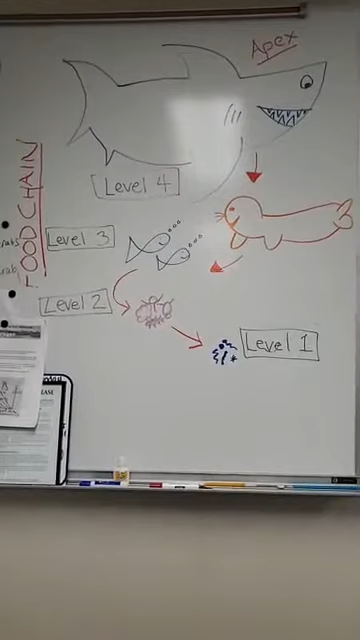 Apex
FOOD CHAIN
Level 4
Level 3
Level 2
Level 1